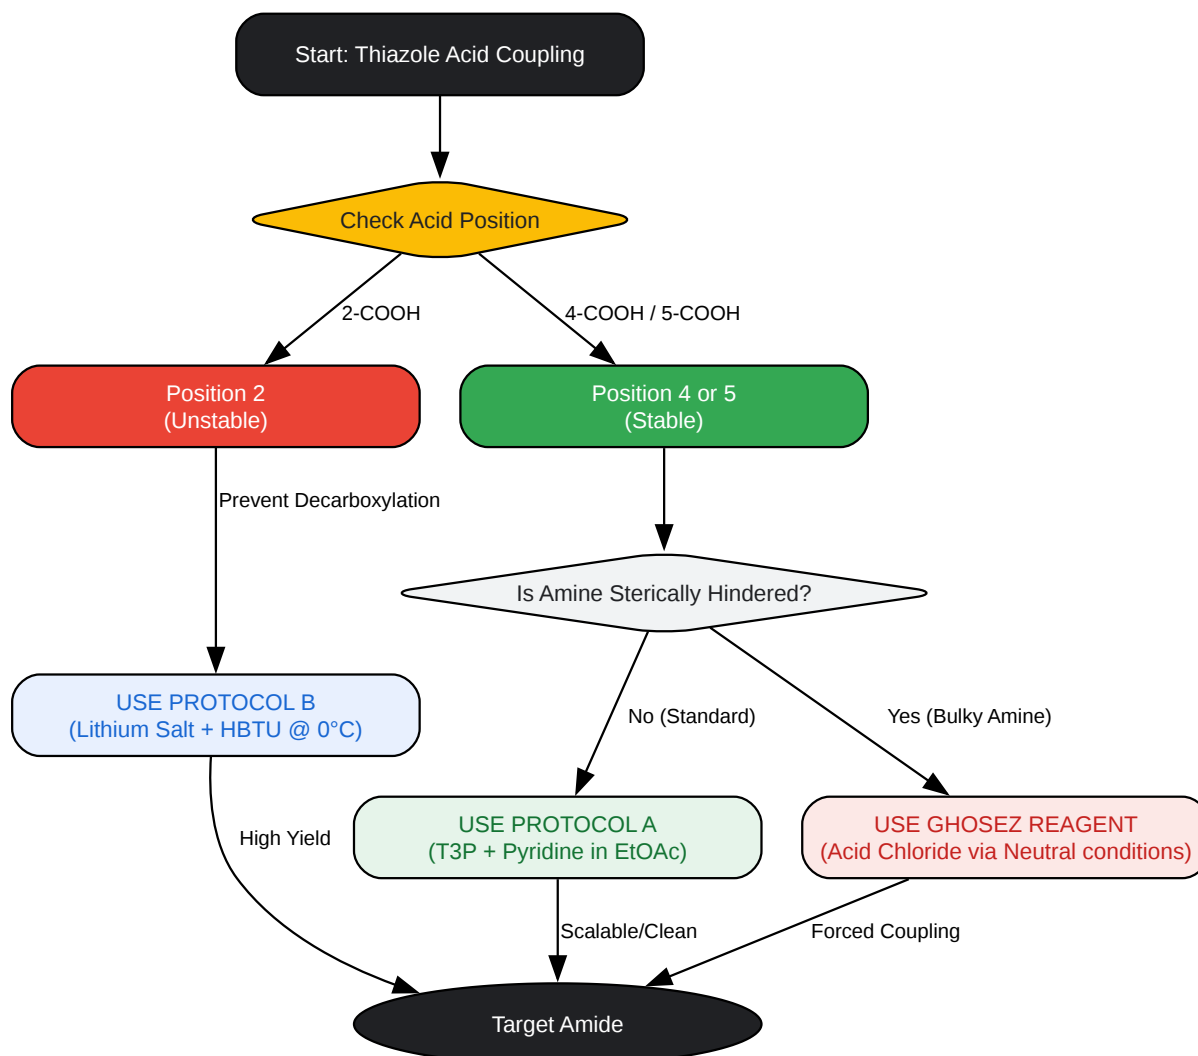 Start: Thiazole Acid Coupling
Check Acid Position
2-COOH
4-COOH / 5-COOH
Position 2
(Unstable)
Position 4 or 5
(Stable)
Prevent Decarboxylation
Is Amine Sterically Hindered?
USE PROTOCOL B
(Lithium Salt + HBTU @ 0°C)
No (Standard)
Yes (Bulky Amine)
High Yield
USE PROTOCOL A
(T3P + Pyridine in EtOAc)
USE GHOSEZ REAGENT
(Acid Chloride via Neutral conditions)
Scalable/Clean
Forced Coupling
Target Amide